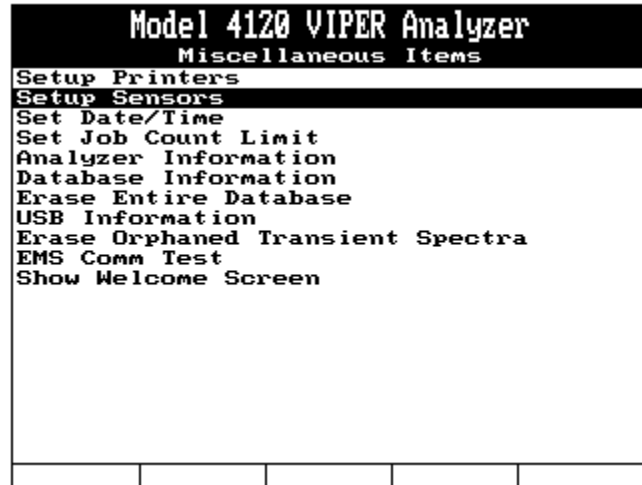 Model 4120 VIPER Analyzer
Miscellaneous Items
Setup Printers
Setup Sensors
Set Date/Time
Set Job Count Limit
Analyzer Information
Database Information
Erase Entire Database
USB Information
Erase Orphaned Transient Spectra
EMS Comm Test
Show Welcome Screen